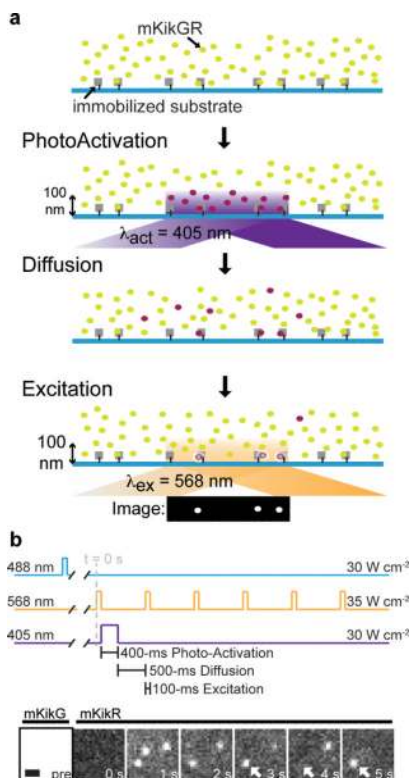 a
mKikGR
immobilized substrate
PhotoActivation
100
nm
λact = 405 nm
Diffusion
Excitation
100
nm
λex = 568 nm
Image:
b
t = 0 s
488 nm 30 W cm-2
568 nm 35 W cm-2
405 nm 30 W cm-2
400-ms Photo-Activation
500-ms Diffusion
100-ms Excitation
mKikG mKikR
pre 0 s 1 s 2 s 3 s 4 s 5 s